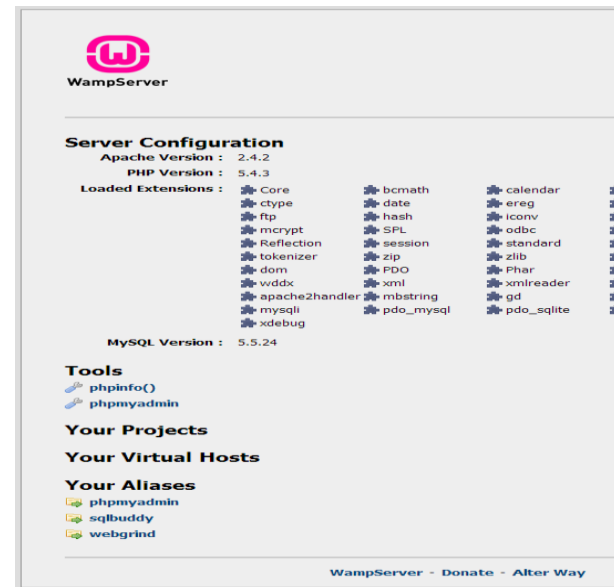 WampServer
Server Configuration
Apache Version : 2.4.2
PHP Version : 5.4.3
Loaded Extensions : Core bcmath calendar
ctype date ereg
ftp hash iconv
mcrypt SPL odbc
Reflection session standard
tokenizer zip zlib
dom PDO Phar
wddx xml xmlreader
apache2handler mbstring gd
mysqli pdo_mysql pdo_sqlite
xdebug
MySQL Version : 5.5.24
Tools
phpinfo()
phpmyadmin
Your Projects
Your Virtual Hosts
Your Aliases
phpmyadmin
sqlbuddy
webgrind
WampServer - Donate - Alter Way